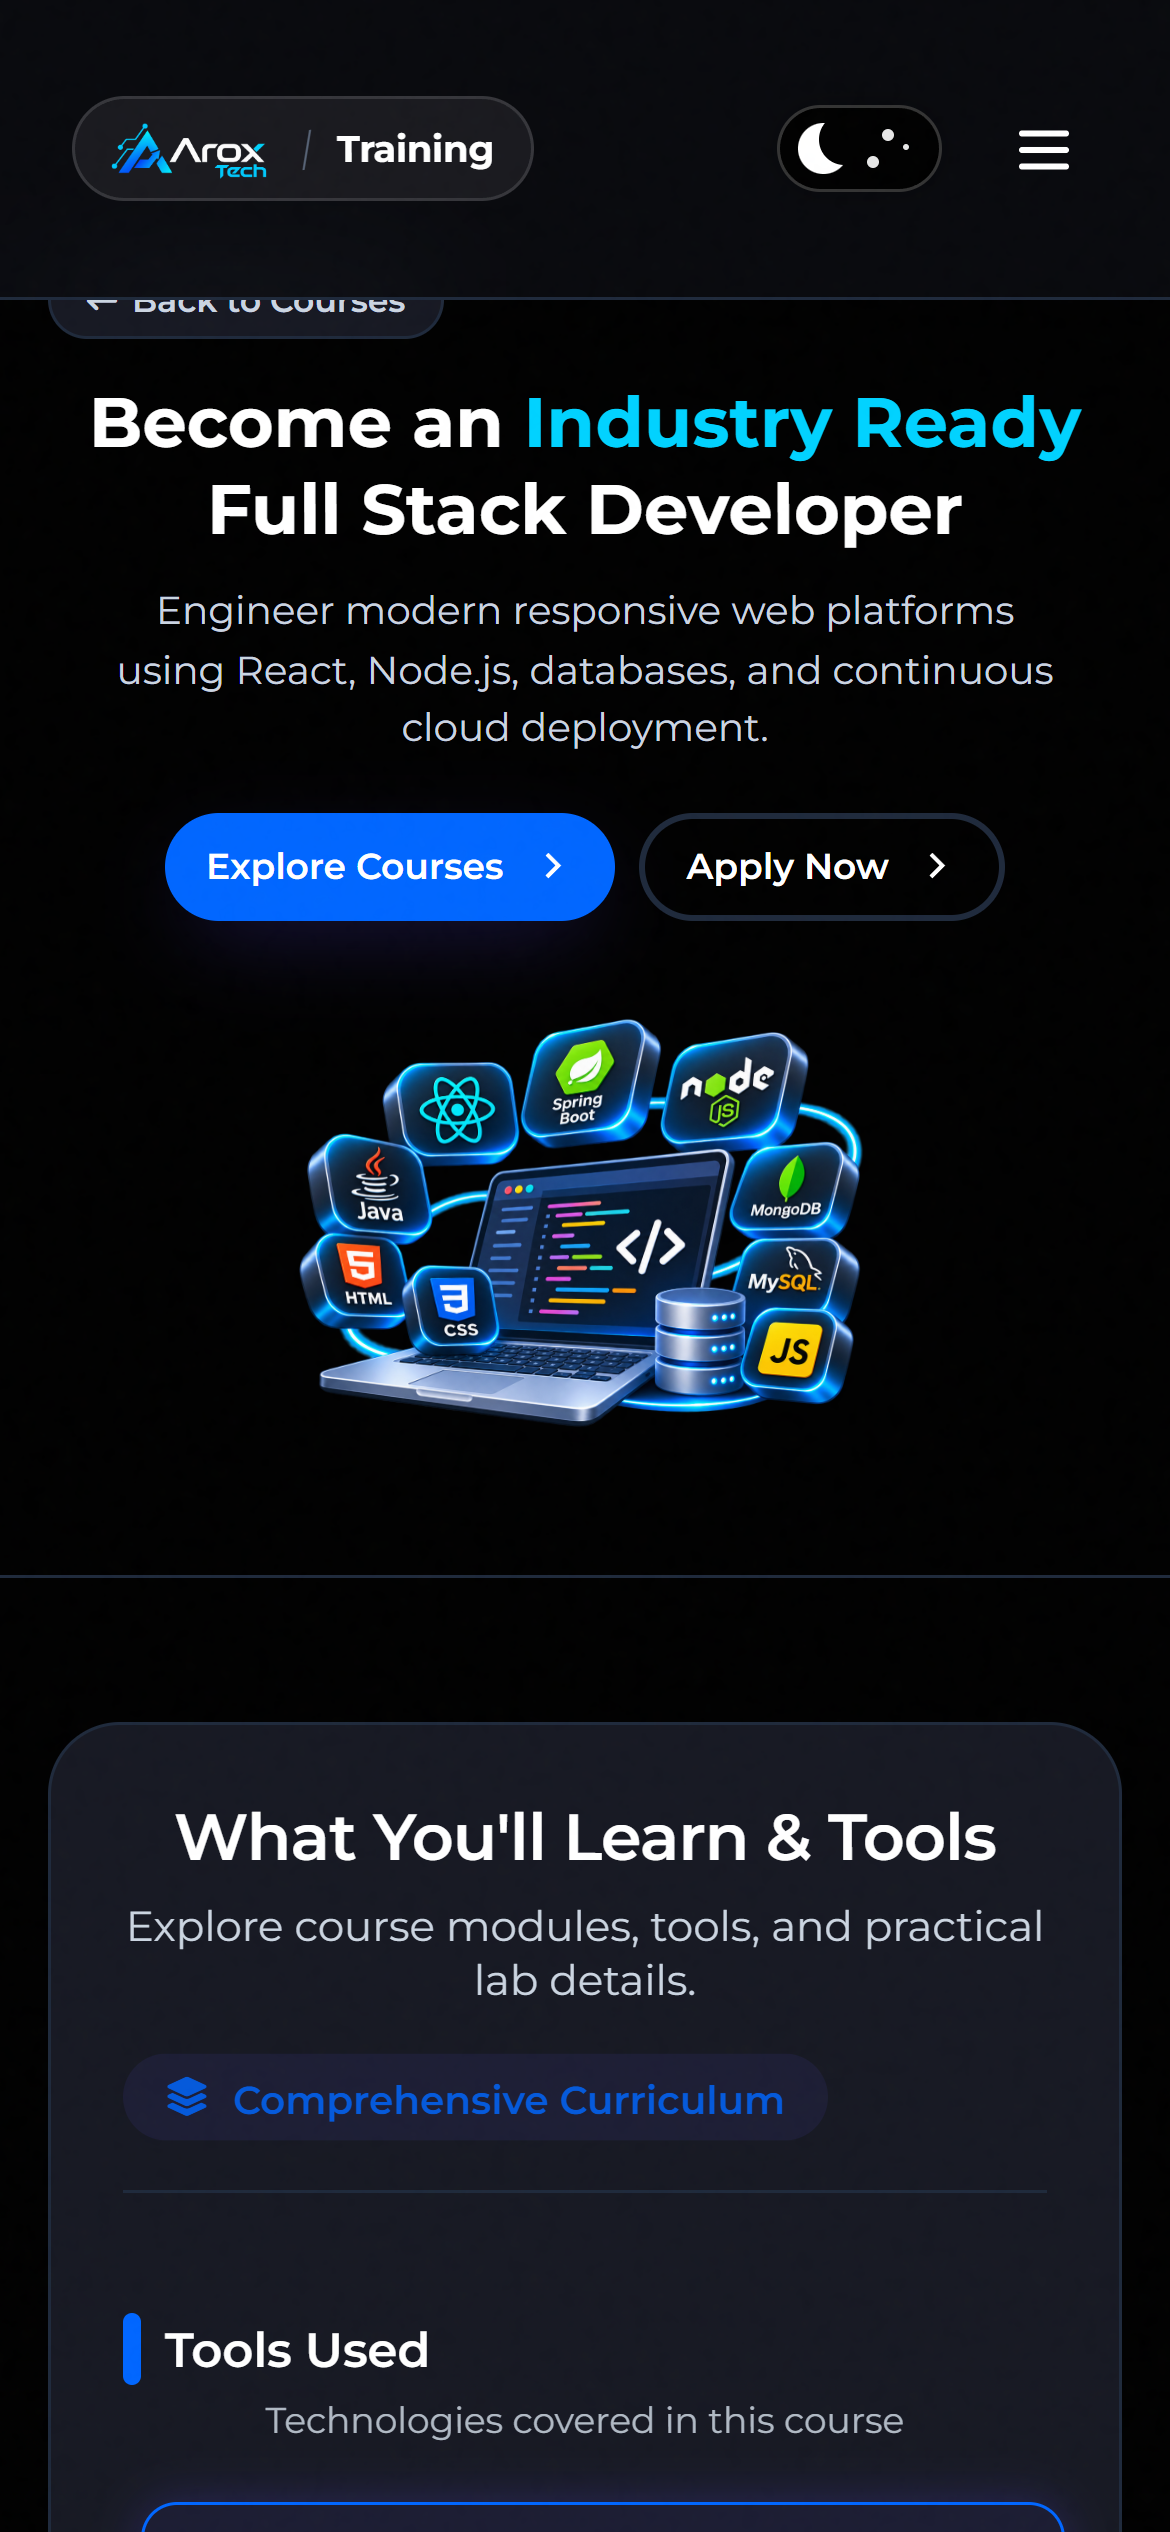 Arox
Tech
/ Training
← Back to Courses
Become an Industry Ready
Full Stack Developer
Engineer modern responsive web platforms
using React, Node.js, databases, and continuous
cloud deployment.
Explore Courses
Apply Now
Spring
Boot
node
JS
Java
MongoDB
</>
HTML
MySQL
CSS
JS
What You'll Learn & Tools
Explore course modules, tools, and practical
lab details.
Comprehensive Curriculum
Tools Used
Technologies covered in this course